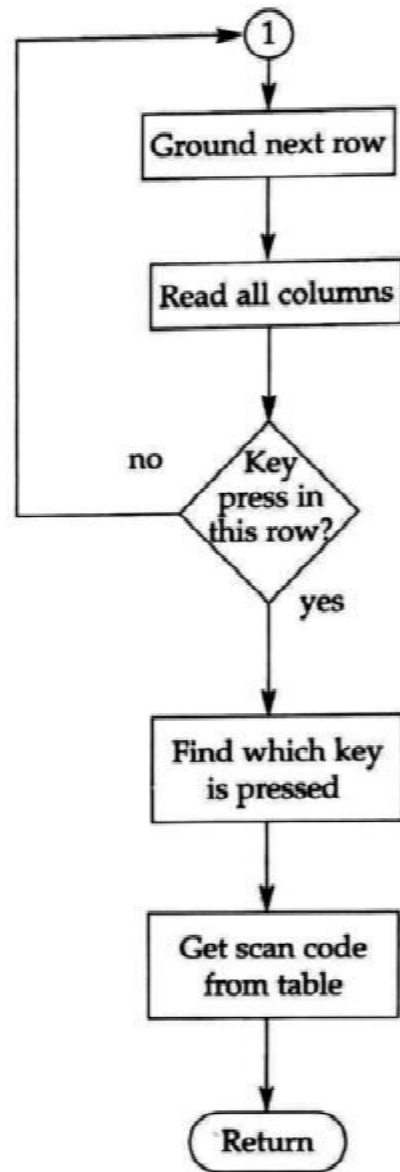 1
Ground next row
Read all columns
no
Key
press in
this row?
yes
Find which key
is pressed
Get scan code
from table
Return